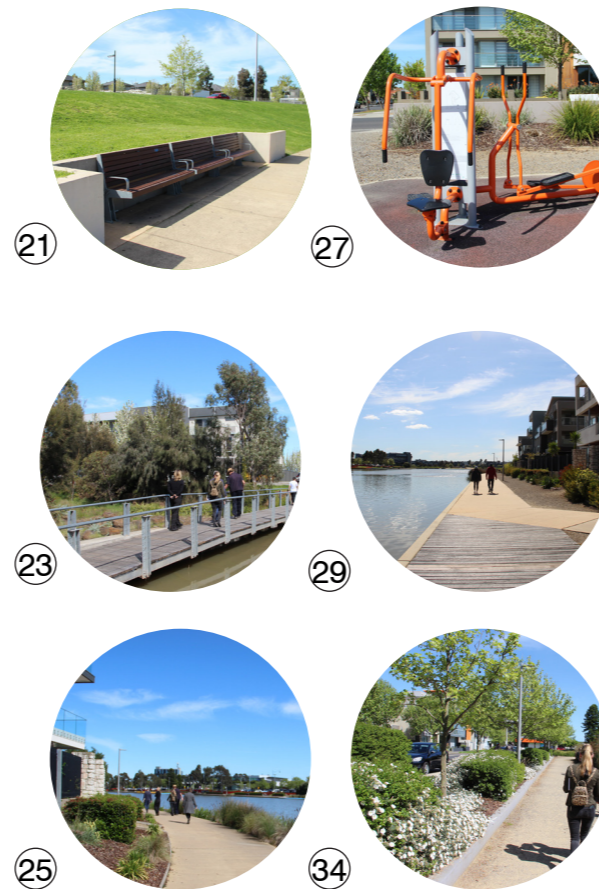 ㉑ ㉗
㉓ ㉙
㉕ ㉞